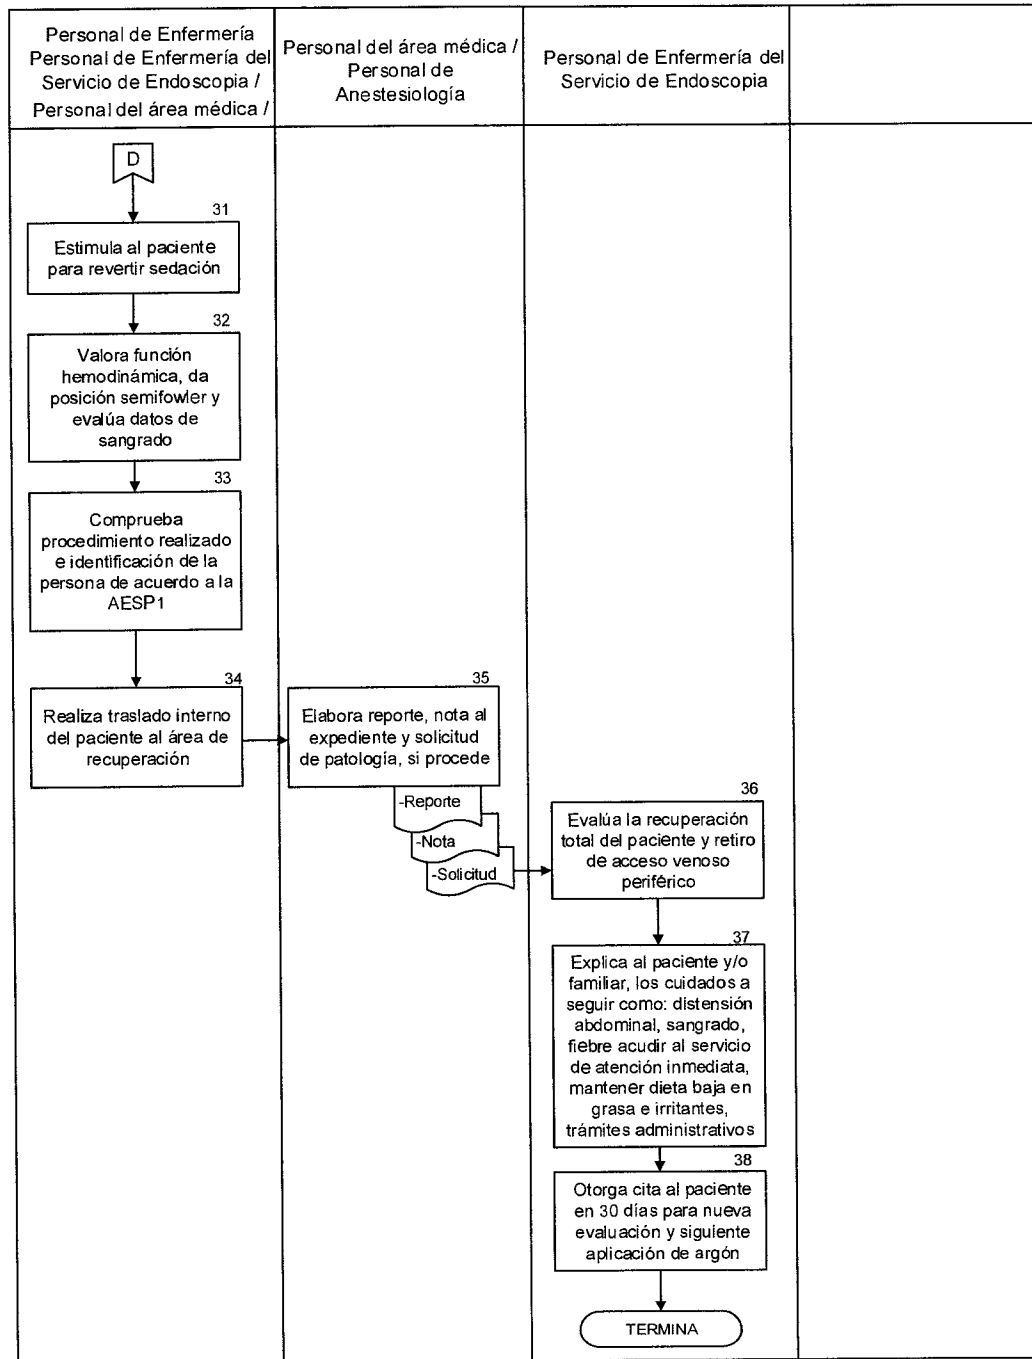 Personal de Enfermería
Personal de Enfermería del
Servicio de Endoscopia /
Personal del área médica /
Personal del área médica /
Personal de
Anestesiología
Personal de Enfermería del
Servicio de Endoscopia
D
31
Estimula al paciente
para revertir sedación
32
Valora función
hemodinámica, da
posición semifowler y
evalúa datos de
sangrado
33
Comprueba
procedimiento realizado
e identificación de la
persona de acuerdo a la
AESP1
34
Realiza traslado interno
del paciente al área de
recuperación
35
Elabora reporte, nota al
expediente y solicitud
de patología, si procede
-Reporte
-Nota
-Solicitud
36
Evalúa la recuperación
total del paciente y retiro
de acceso venoso
periférico
37
Explica al paciente y/o
familiar, los cuidados a
seguir como: distensión
abdominal, sangrado,
fiebre acudir al servicio
de atención inmediata,
mantener dieta baja en
grasa e irritantes,
trámites administrativos
38
Otorga cita al paciente
en 30 días para nueva
evaluación y siguiente
aplicación de argón
TERMINA